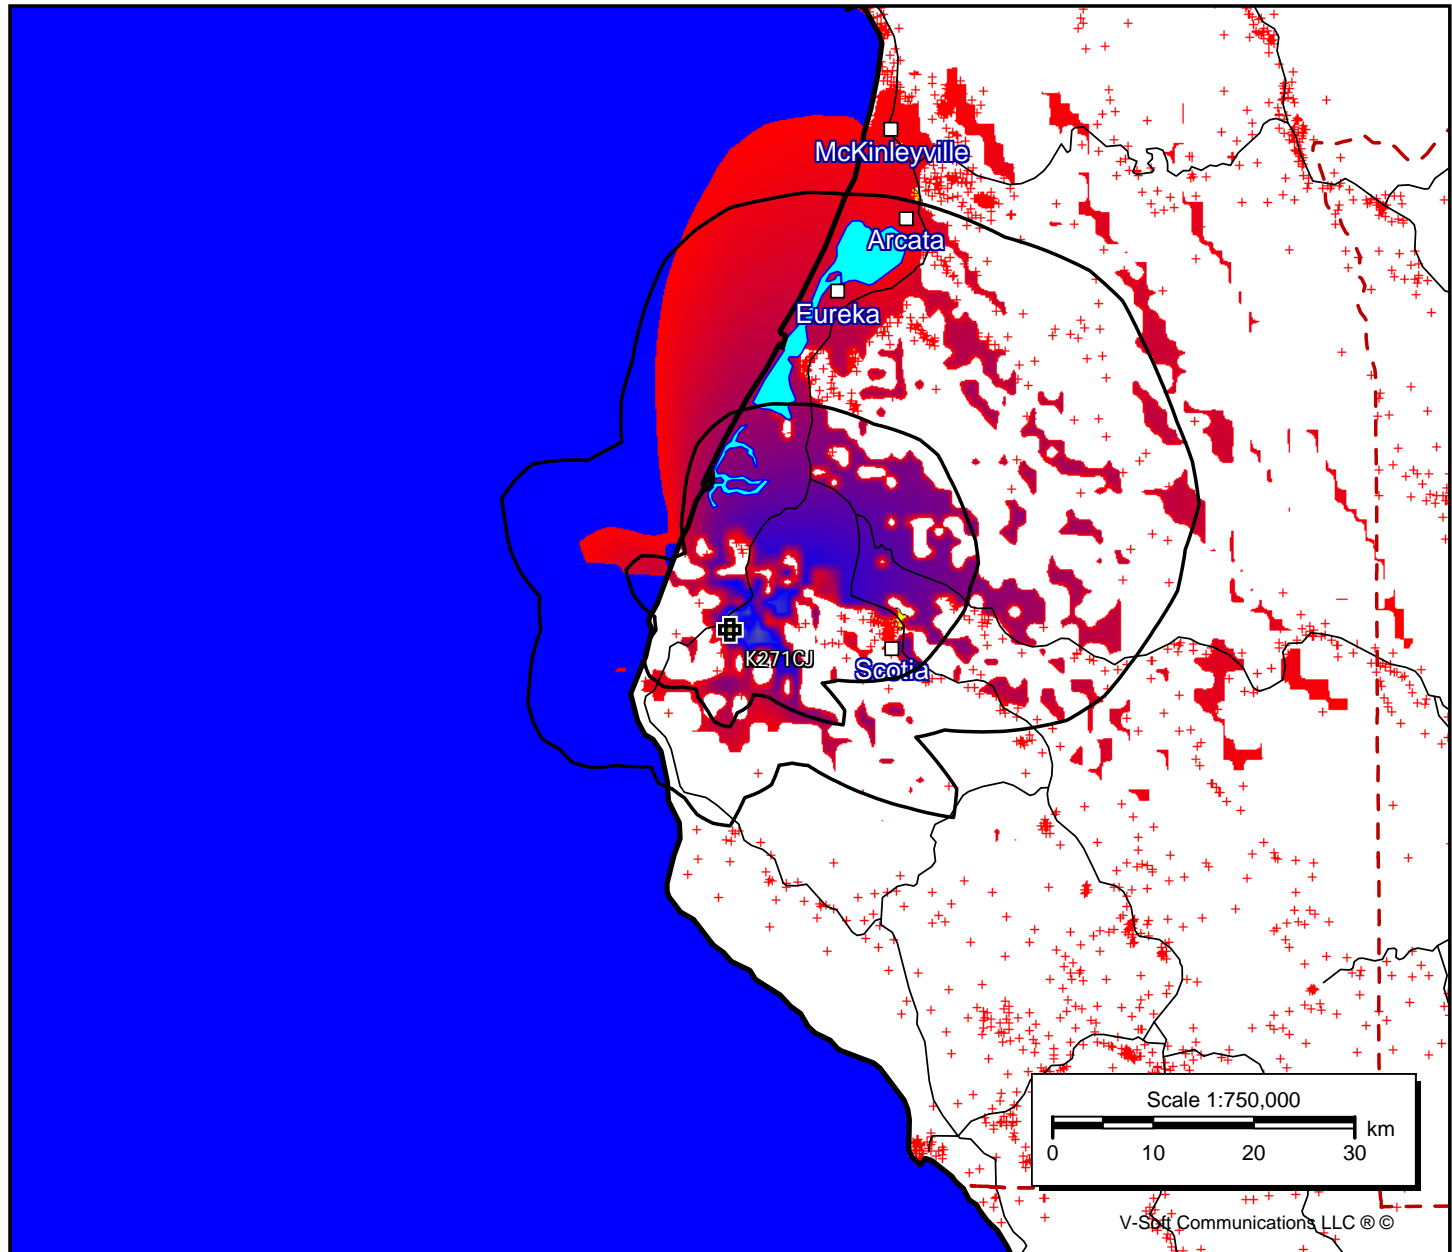 McKinleyville
Arcata
Eureka
K271CJ
Scotia
Scale 1:750,000
km
0 10 20 30
V-Soft Communications LLC ® ©